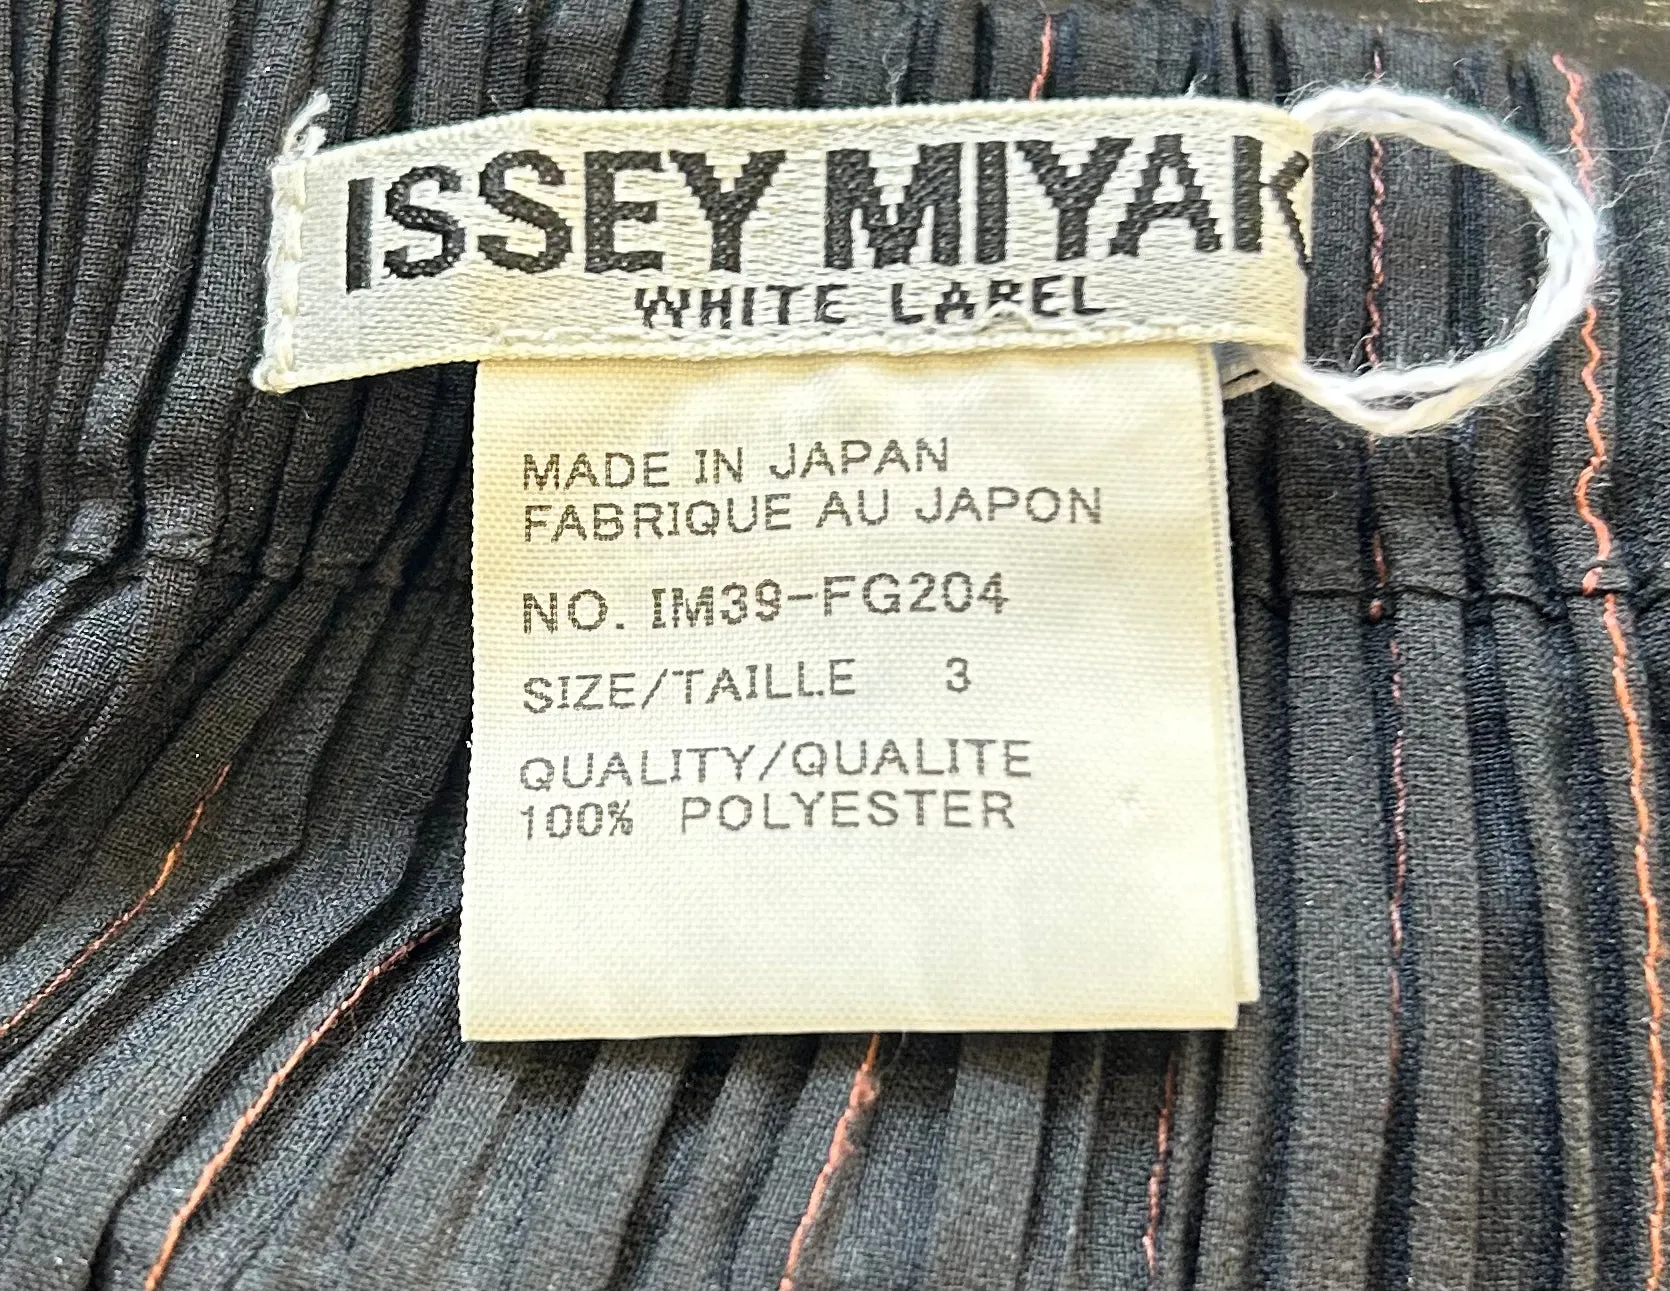 ISSEY MIYAK
WHITE LABEL
MADE IN JAPAN
FABRIQUE AU JAPON
NO. IM39-FG204
SIZE/TAILLE 3
QUALITY/QUALITE
100% POLYESTER